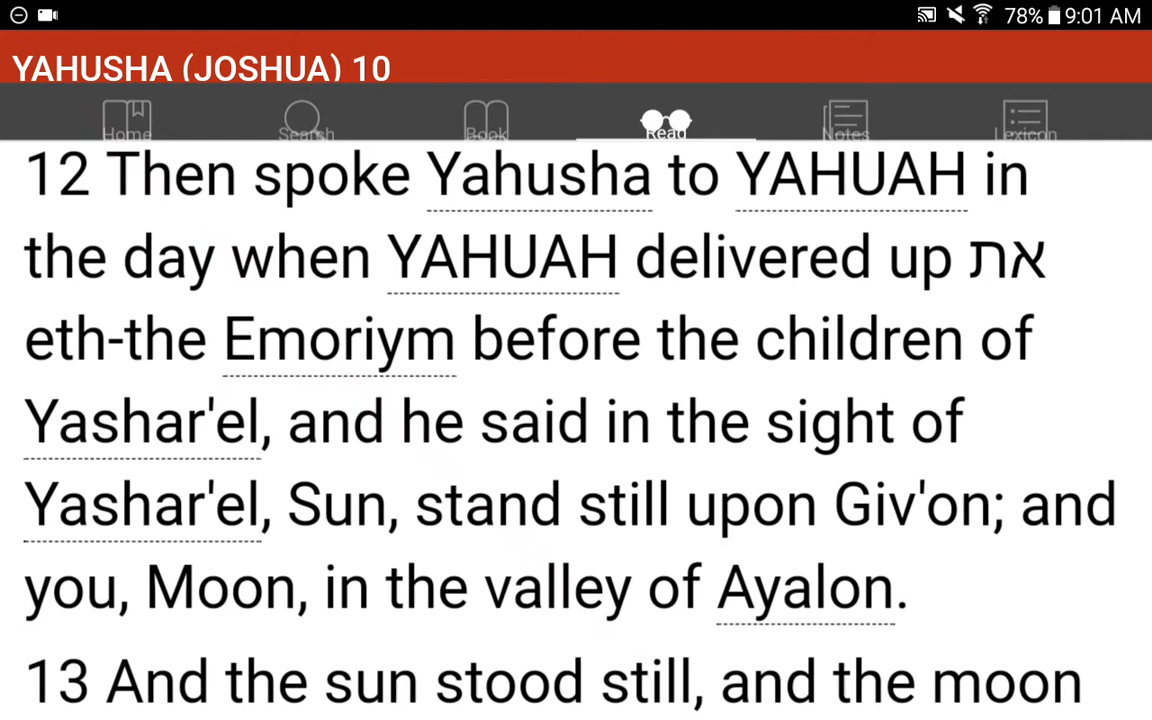 78% 9:01 AM
YAHUSHA (JOSHUA) 10
Home Search Book Read Notes Lexicon
12 Then spoke Yahusha to YAHUAH in
the day when YAHUAH delivered up את
eth-the Emoriym before the children of
Yashar'el, and he said in the sight of
Yashar'el, Sun, stand still upon Giv'on; and
you, Moon, in the valley of Ayalon.
13 And the sun stood still, and the moon